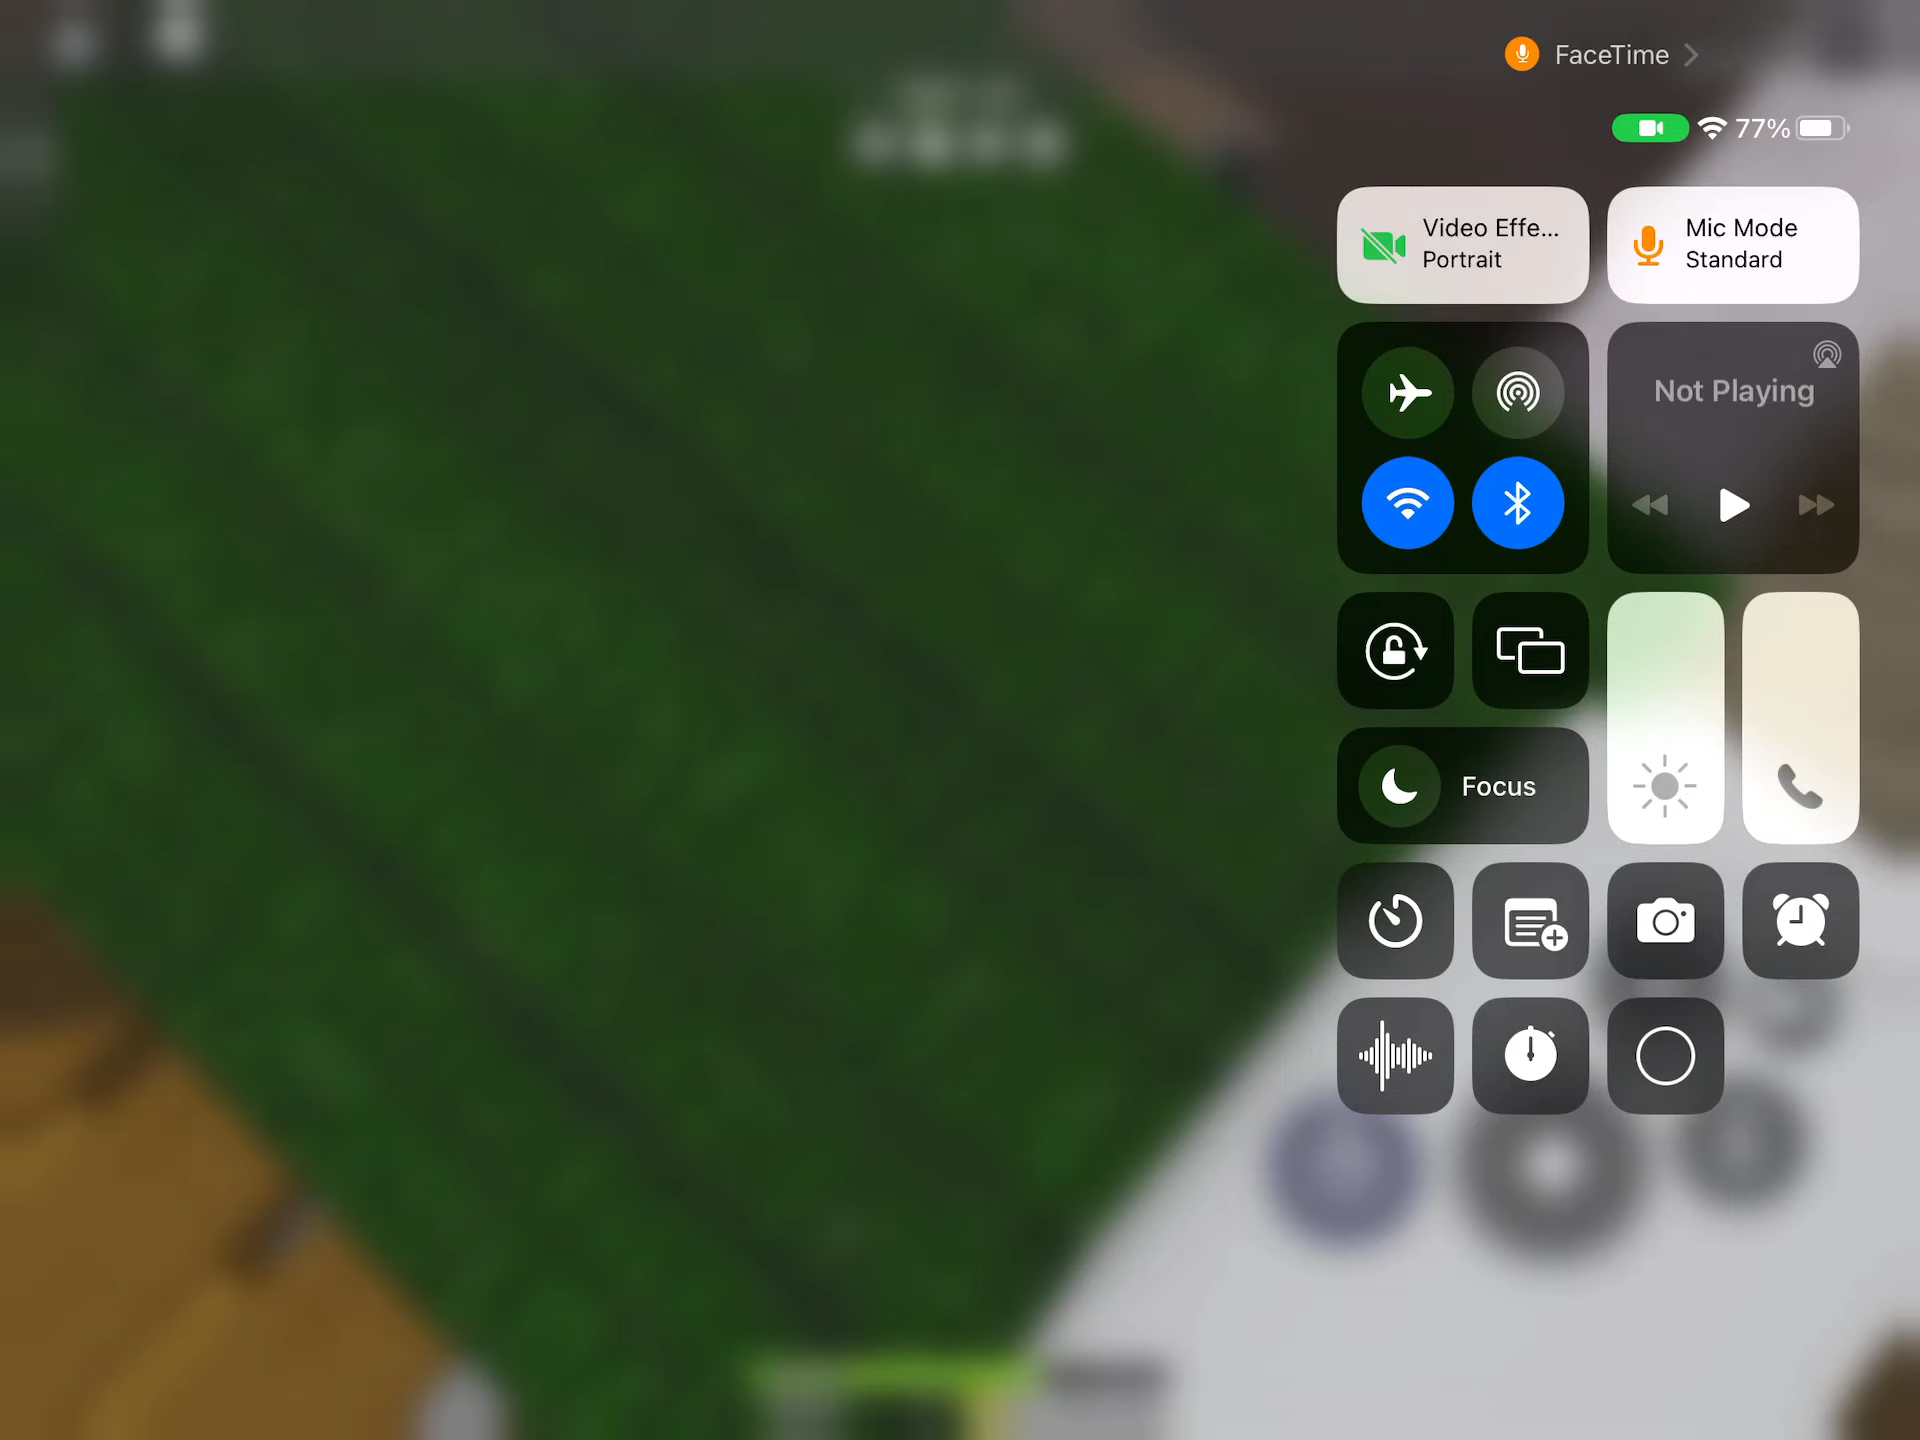 FaceTime
77%
Video Effe...
Portrait
Mic Mode
Standard
Not Playing
Focus